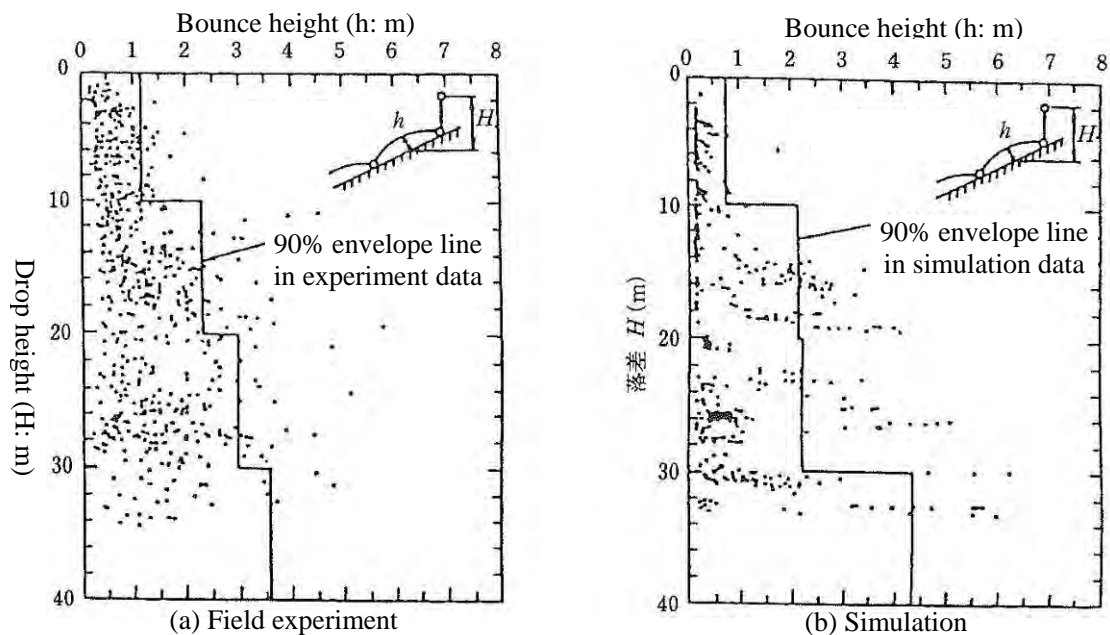 Bounce height (h: m)
0 1 2 3 4 5 6 7 8
0
10
20
30
40
Drop height (H: m)
h
H
90% envelope line
in experiment data
(a) Field experiment
Bounce height (h: m)
0 1 2 3 4 5 6 7 8
0
10
20
30
40
落差 H (m)
h
H
90% envelope line
in simulation data
(b) Simulation